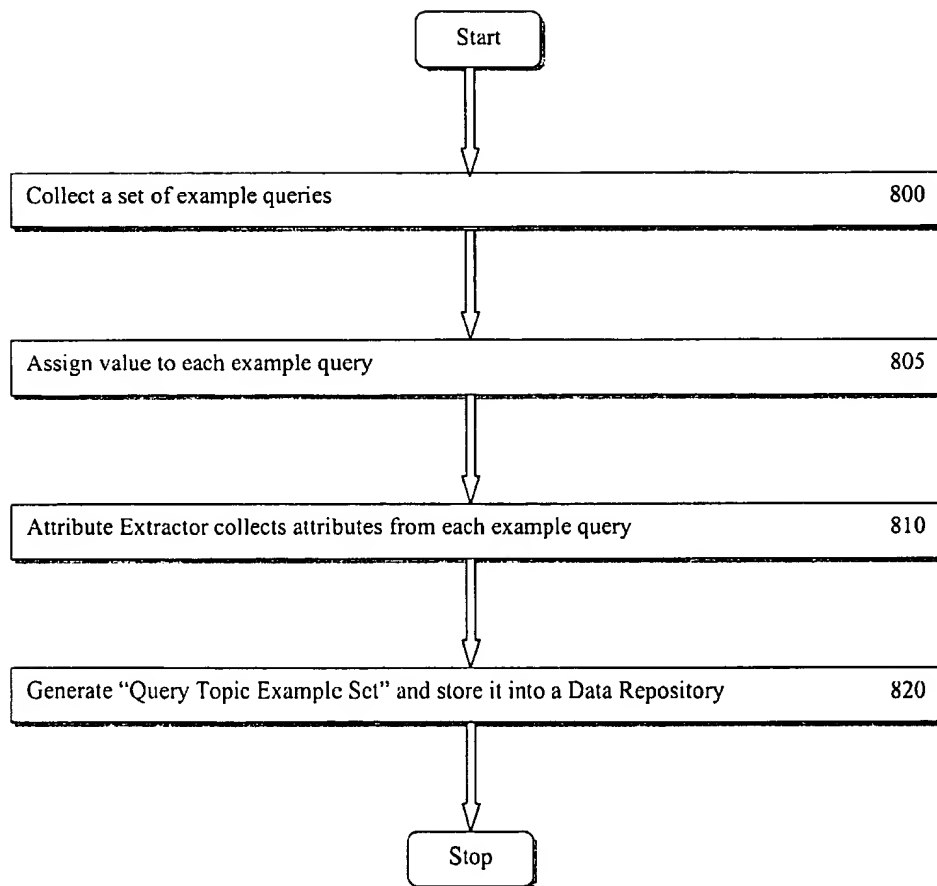 Start
Collect a set of example queries 800
Assign value to each example query 805
Attribute Extractor collects attributes from each example query 810
Generate “Query Topic Example Set” and store it into a Data Repository 820
Stop